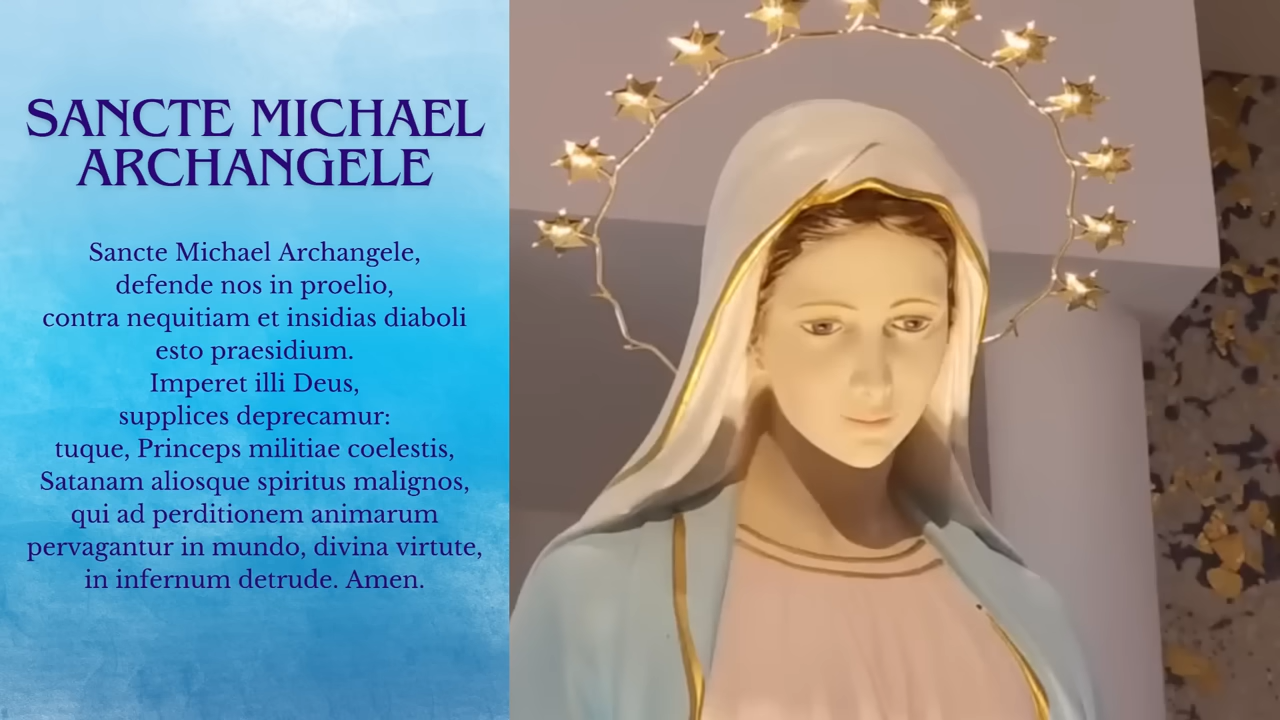 SANCTE MICHAEL
ARCHANGELE
Sancte Michael Archangele,
defende nos in proelio,
contra nequitiam et insidias diaboli
esto praesidium.
Imperet illi Deus,
supplices deprecamur:
tuque, Princeps militiae coelestis,
Satanam aliosque spiritus malignos,
qui ad perditionem animarum
pervagantur in mundo, divina virtute,
in infernum detrude. Amen.